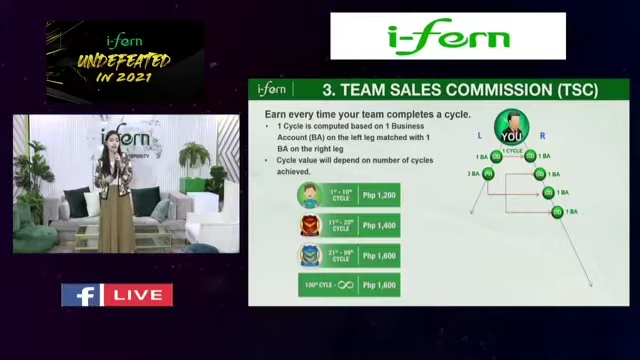 i-fern
UNDEFEATED
IN 2021
i-fern
i-fern
3. TEAM SALES COMMISSION (TSC)
Earn every time your team completes a cycle.
• 1 Cycle is computed based on 1 Business
Account (BA) on the left leg matched with 1
BA on the right leg
• Cycle value will depend on number of cycles
achieved.
1st - 10th
CYCLE
Php 1,200
11st - 20th
CYCLE
Php 1,400
21st - 99th
CYCLE
Php 1,600
100th CYLE - ∞
Php 1,600
L
R
YOU
1 CYCLE
1 BA
1 BA
3 BA
1 BA
1 BA
1 BA
i-fern
f LIVE